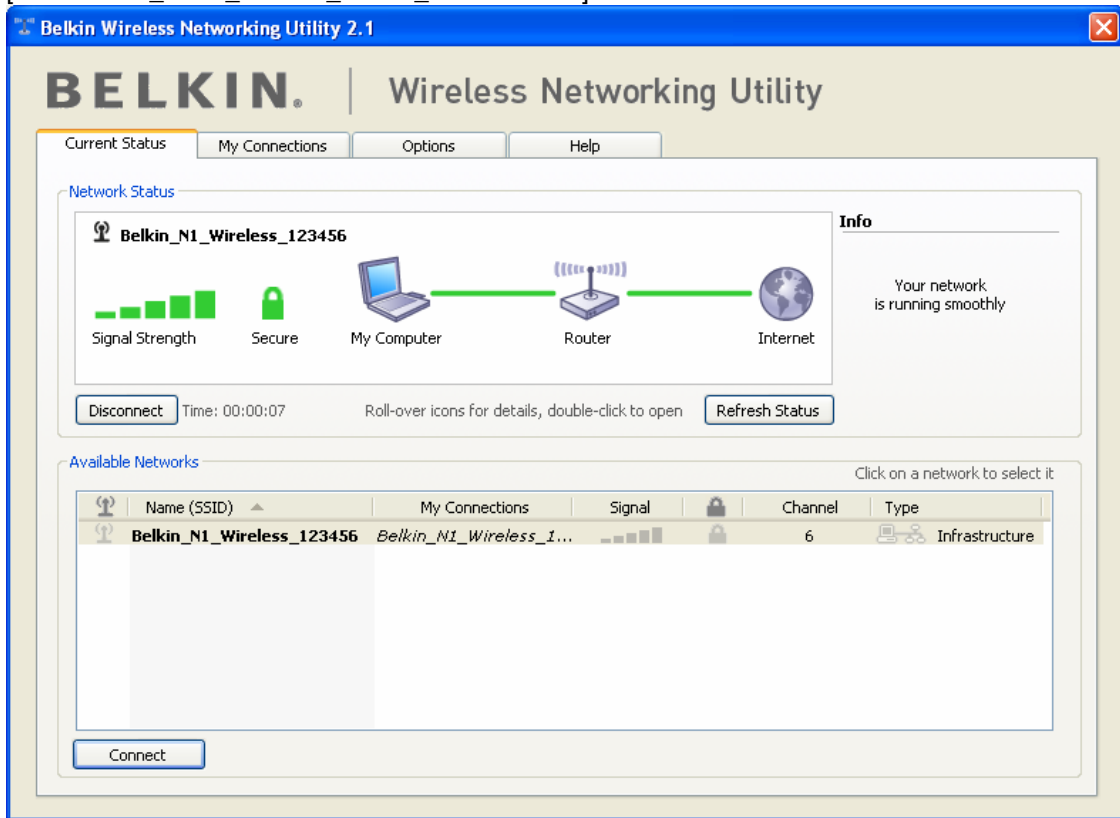 Belkin Wireless Networking Utility 2.1
BELKIN® | Wireless Networking Utility
Current Status My Connections Options Help
Network Status
Belkin_N1_Wireless_123456
Info
Your network
is running smoothly
Signal Strength Secure My Computer Router Internet
Disconnect Time: 00:00:07 Roll-over icons for details, double-click to open Refresh Status
Available Networks
Click on a network to select it
Name (SSID) My Connections Signal Channel Type
Belkin_N1_Wireless_123456 Belkin_N1_Wireless_1... 6 Infrastructure
Connect